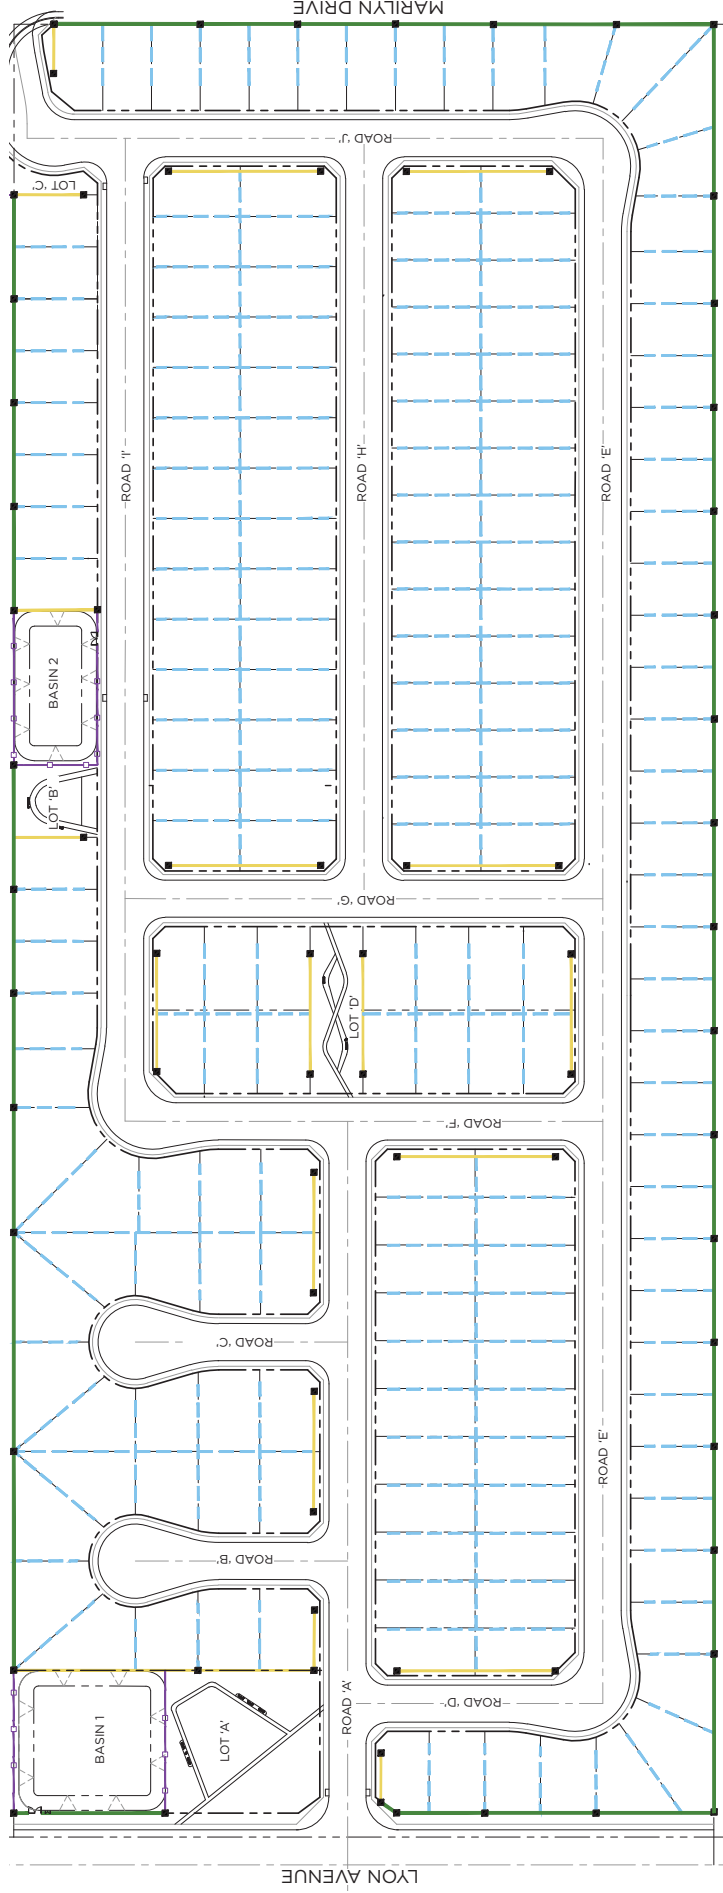 MARILYN DRIVE
ROAD 'J'
LOT 'C'
ROAD 'I'
ROAD 'H'
ROAD 'E'
BASIN 2
LOT 'B'
ROAD 'G'
LOT 'D'
ROAD 'F'
ROAD 'C'
ROAD 'E'
ROAD 'B'
ROAD 'A'
ROAD 'D'
BASIN 1
LOT 'A'
LYON AVENUE